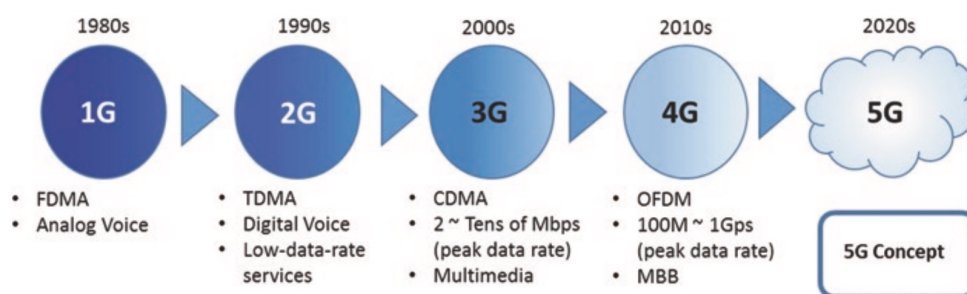 1980s
1990s
2000s
2010s
2020s
1G
2G
3G
4G
5G
• FDMA
• Analog Voice
• TDMA
• Digital Voice
• Low-data-rate
services
• CDMA
• 2 ~ Tens of Mbps
(peak data rate)
• Multimedia
• OFDM
• 100M ~ 1Gps
(peak data rate)
• MBB
5G Concept